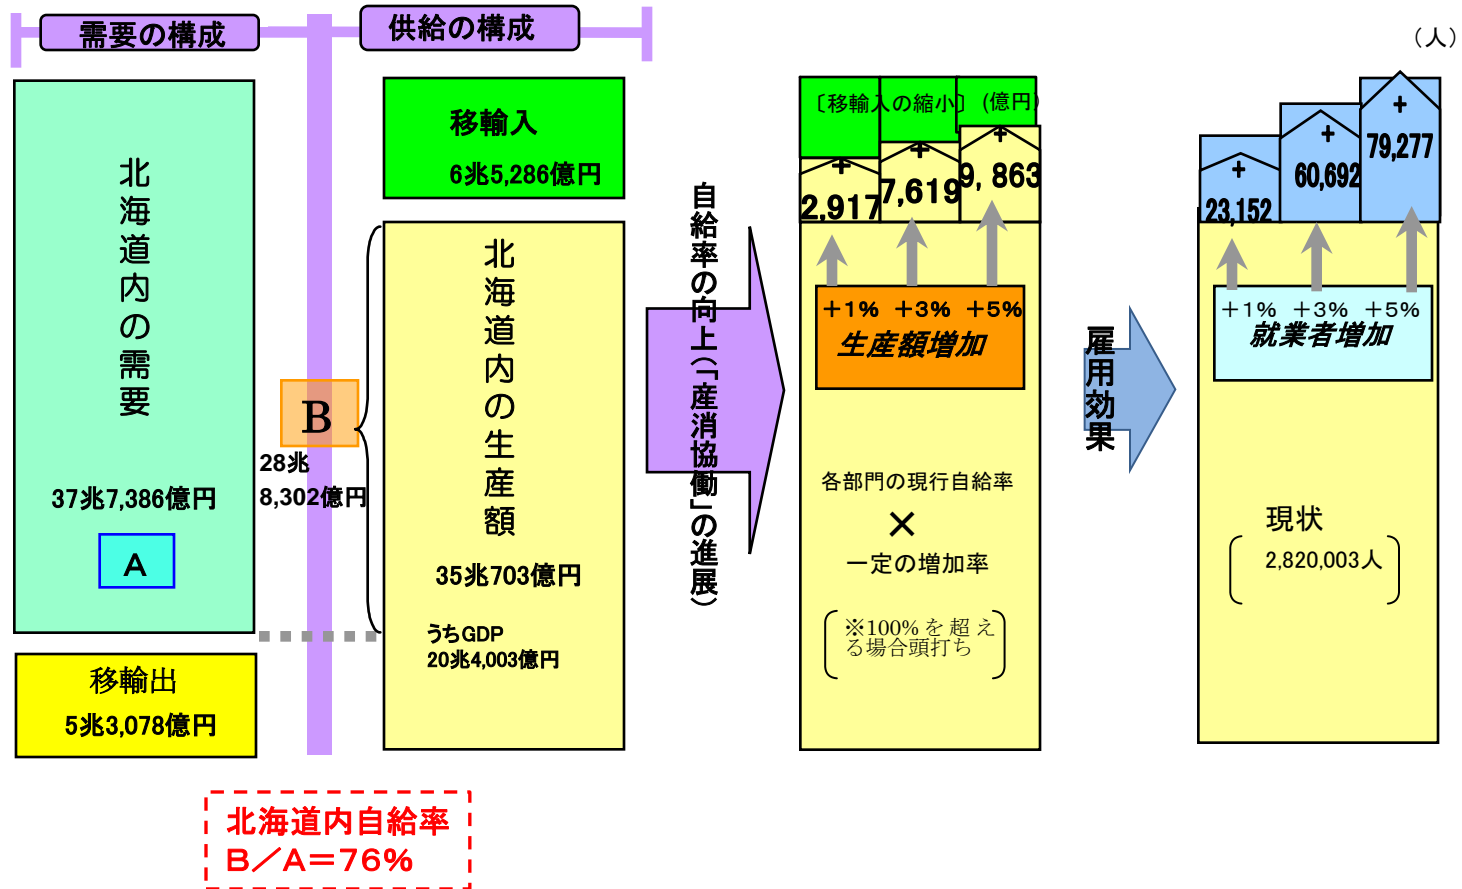 需要の構成
供給の構成
北海道内の需要
37兆7,386億円
A
移輸出
5兆3,078億円
B
28兆
8,302億円
移輸入
6兆5,286億円
北海道内の生産額
35兆703億円
うちGDP
20兆4,003億円
北海道内自給率
B／A＝76%
自給率の向上（「産消協働」の進展）
〔移輸入の縮小〕（億円）
+
2,917
+
7,619
+
9,863
＋1%　＋3%　＋5%
生産額増加
各部門の現行自給率
×
一定の増加率
※100%を超え
る場合頭打ち
雇用効果
（人）
+
23,152
+
60,692
+
79,277
＋1%　＋3%　＋5%
就業者増加
現状
2,820,003人